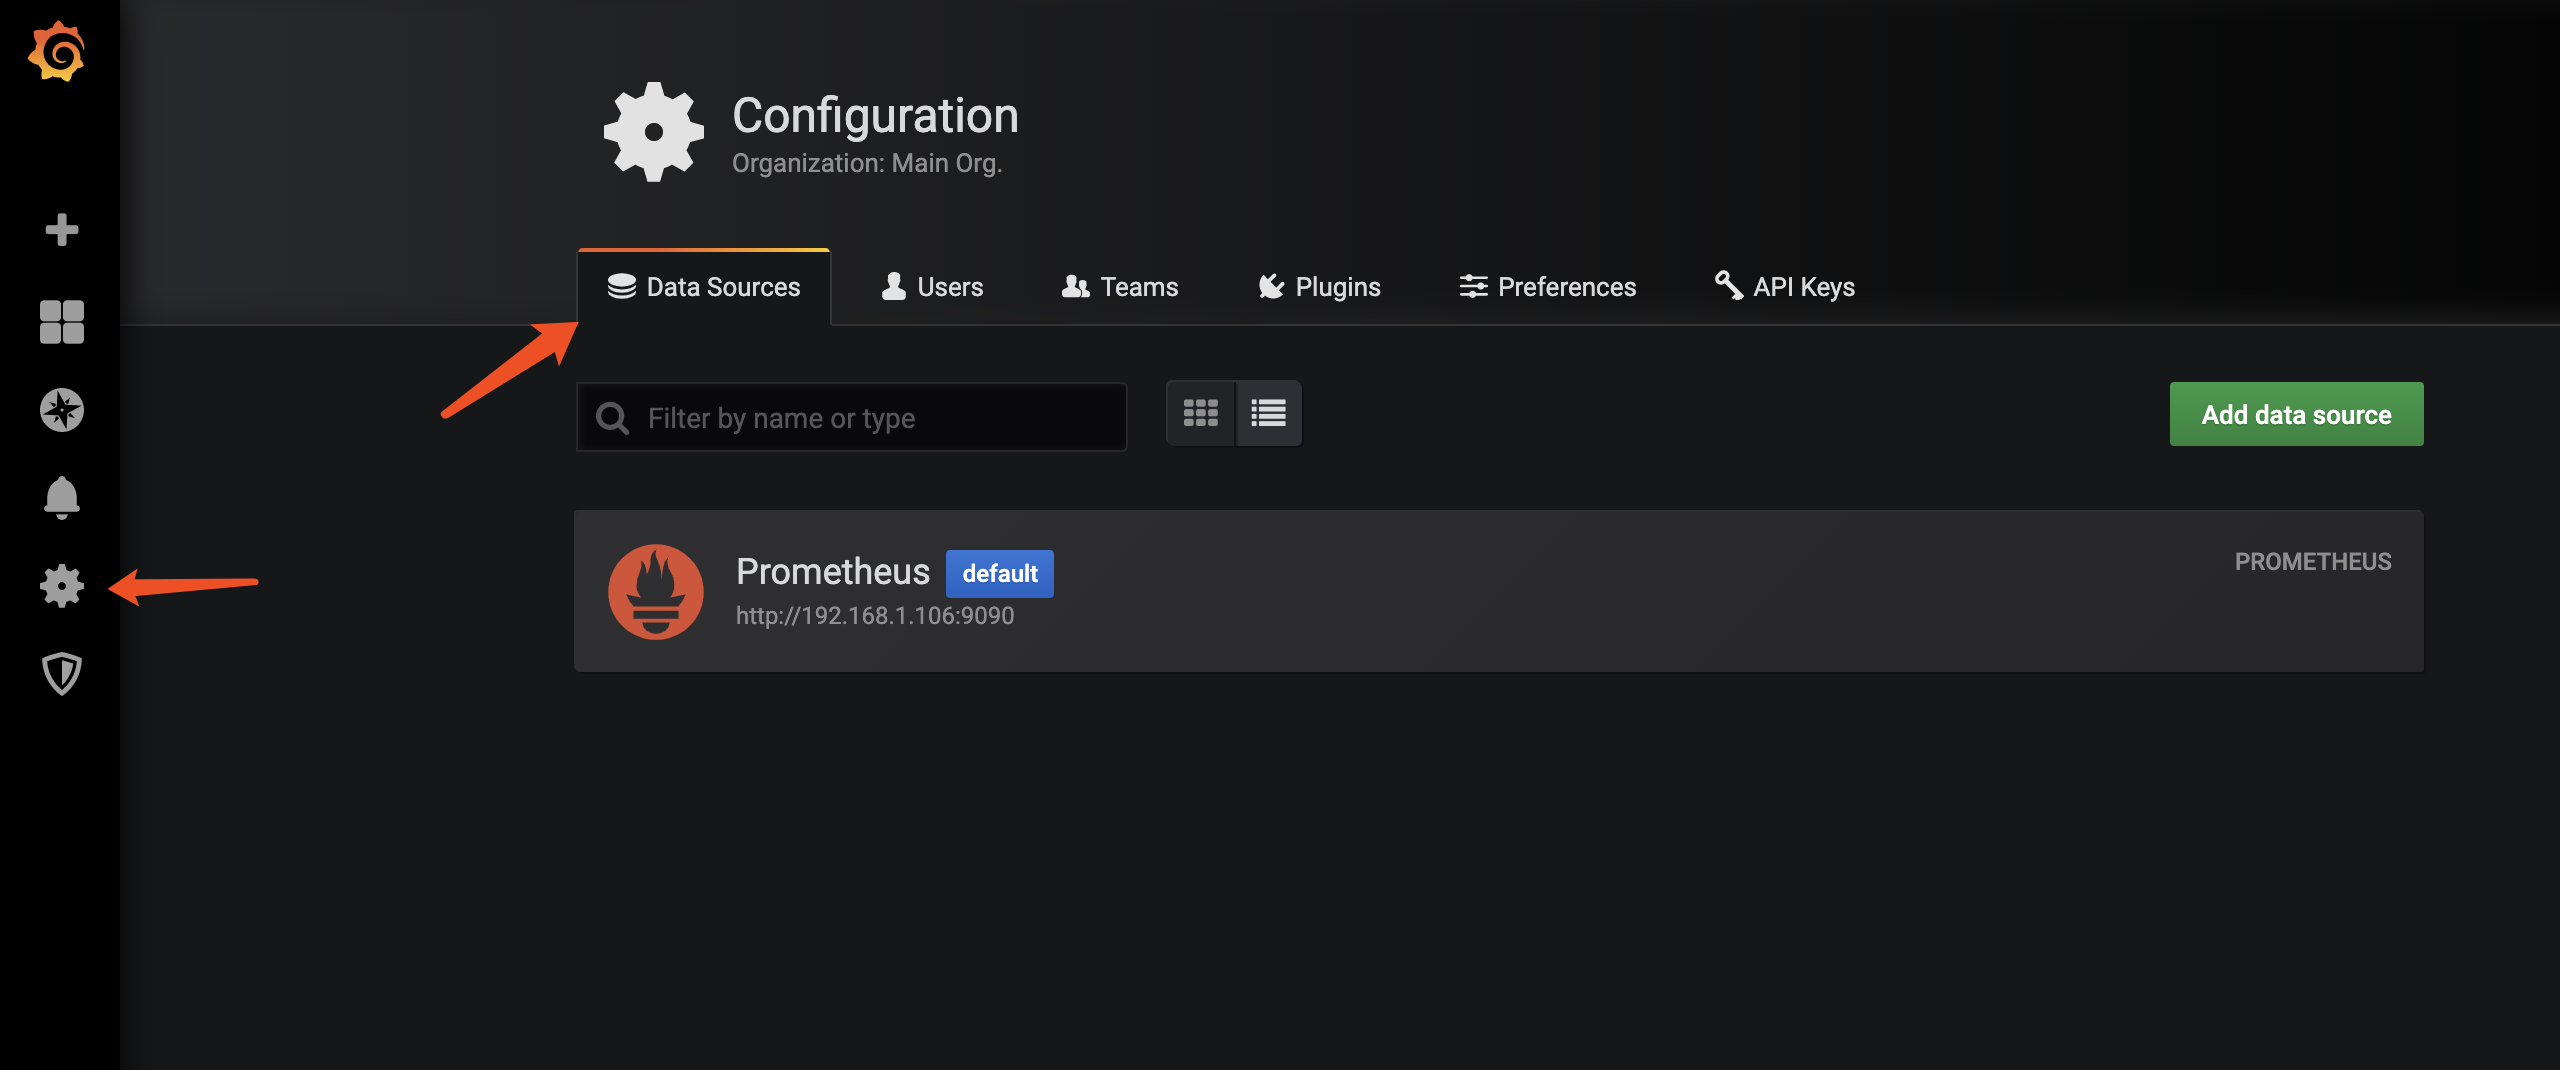 Configuration
Organization: Main Org.
Data Sources
Users
Teams
Plugins
Preferences
API Keys
Filter by name or type
Add data source
Prometheus default
PROMETHEUS
http://192.168.1.106:9090